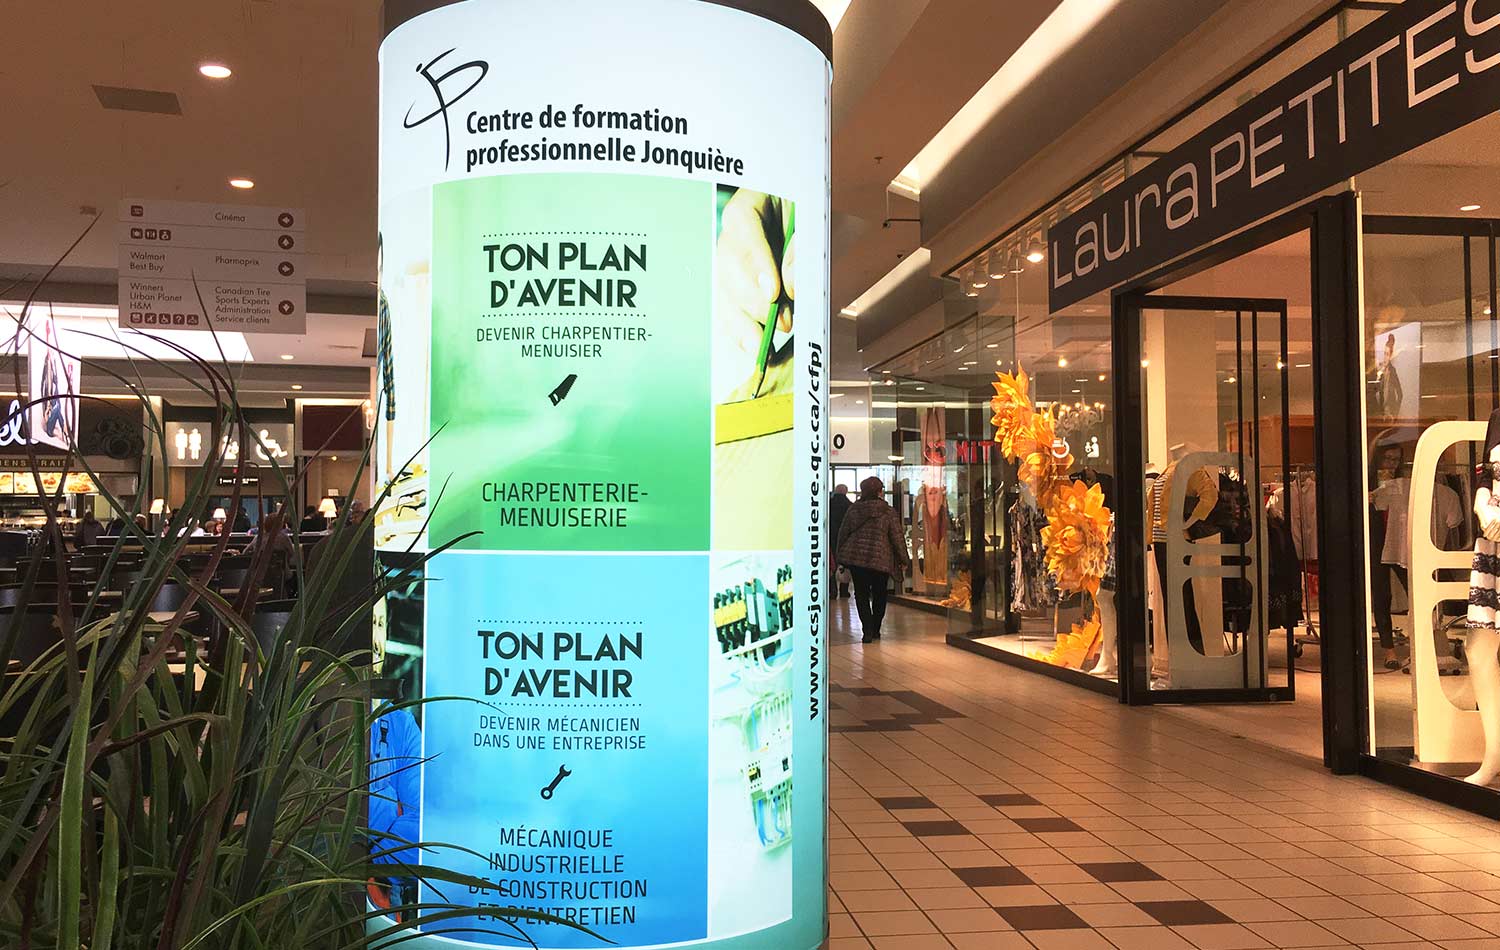 Centre de formation
professionnelle Jonquière
TON PLAN
D'AVENIR
DEVENIR CHARPENTIER-
MENUISIER
CHARPENTERIE-
MENUISERIE
TON PLAN
D'AVENIR
DEVENIR MÉCANICIEN
DANS UNE ENTREPRISE
MÉCANIQUE
INDUSTRIELLE
DE CONSTRUCTION
ET D'ENTRETIEN
www.csjonquiere.qc.ca/cfpj
Laura PETITES
Cinéma
Walmart
Best Buy
Pharmaprix
Winners
Urban Planet
H&M
Canadian Tire
Sports Experts
Administration
Service clients